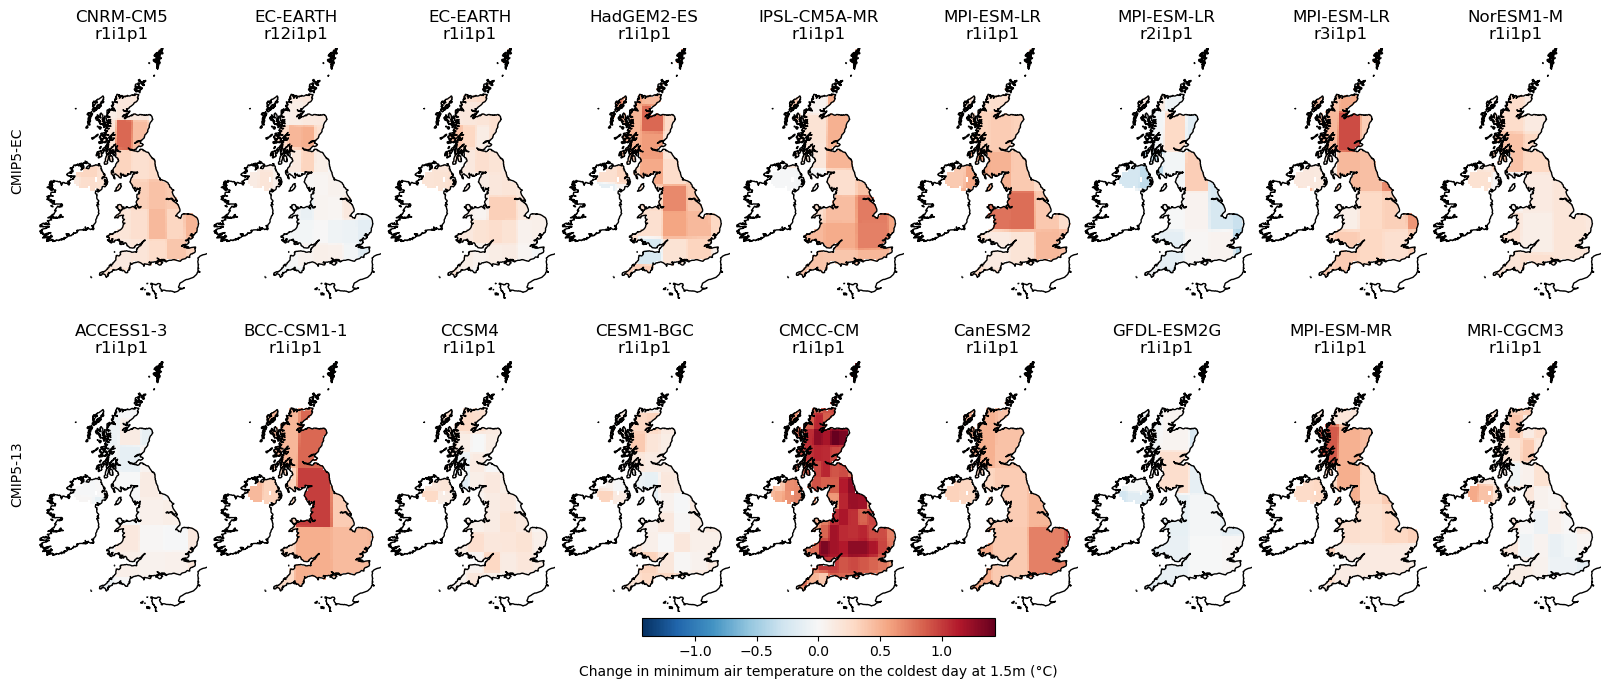 CNRM-CM5
r1i1p1
EC-EARTH
r12i1p1
EC-EARTH
r1i1p1
HadGEM2-ES
r1i1p1
IPSL-CM5A-MR
r1i1p1
MPI-ESM-LR
r1i1p1
MPI-ESM-LR
r2i1p1
MPI-ESM-LR
r3i1p1
NorESM1-M
r1i1p1
CMIP5-EC
ACCESS1-3
r1i1p1
BCC-CSM1-1
r1i1p1
CCSM4
r1i1p1
CESM1-BGC
r1i1p1
CMCC-CM
r1i1p1
CanESM2
r1i1p1
GFDL-ESM2G
r1i1p1
MPI-ESM-MR
r1i1p1
MRI-CGCM3
r1i1p1
CMIP5-13
−1.0 −0.5 0.0 0.5 1.0
Change in minimum air temperature on the coldest day at 1.5m (°C)